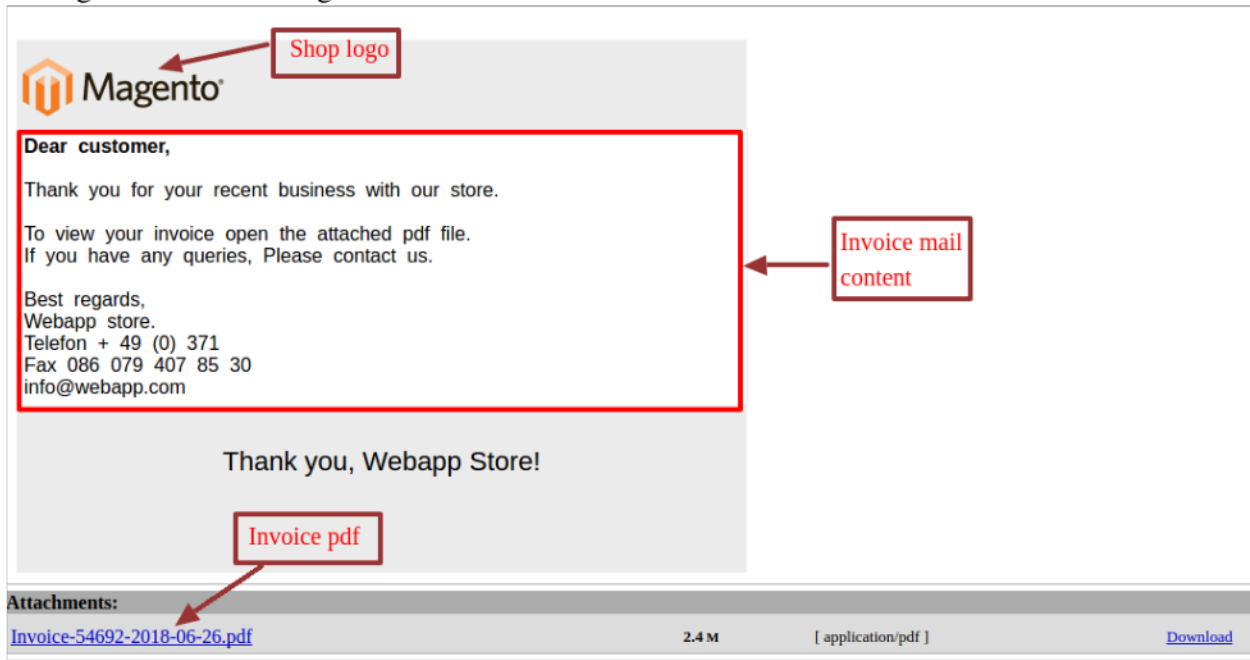 Shop logo
Magento
Dear customer,
Thank you for your recent business with our store.
To view your invoice open the attached pdf file.
If you have any queries, Please contact us.
Invoice mail
content
Best regards,
Webapp store.
Telefon + 49 (0) 371
Fax 086 079 407 85 30
info@webapp.com
Thank you, Webapp Store!
Invoice pdf
Attachments:
Invoice-54692-2018-06-26.pdf 2.4 M [ application/pdf ] Download